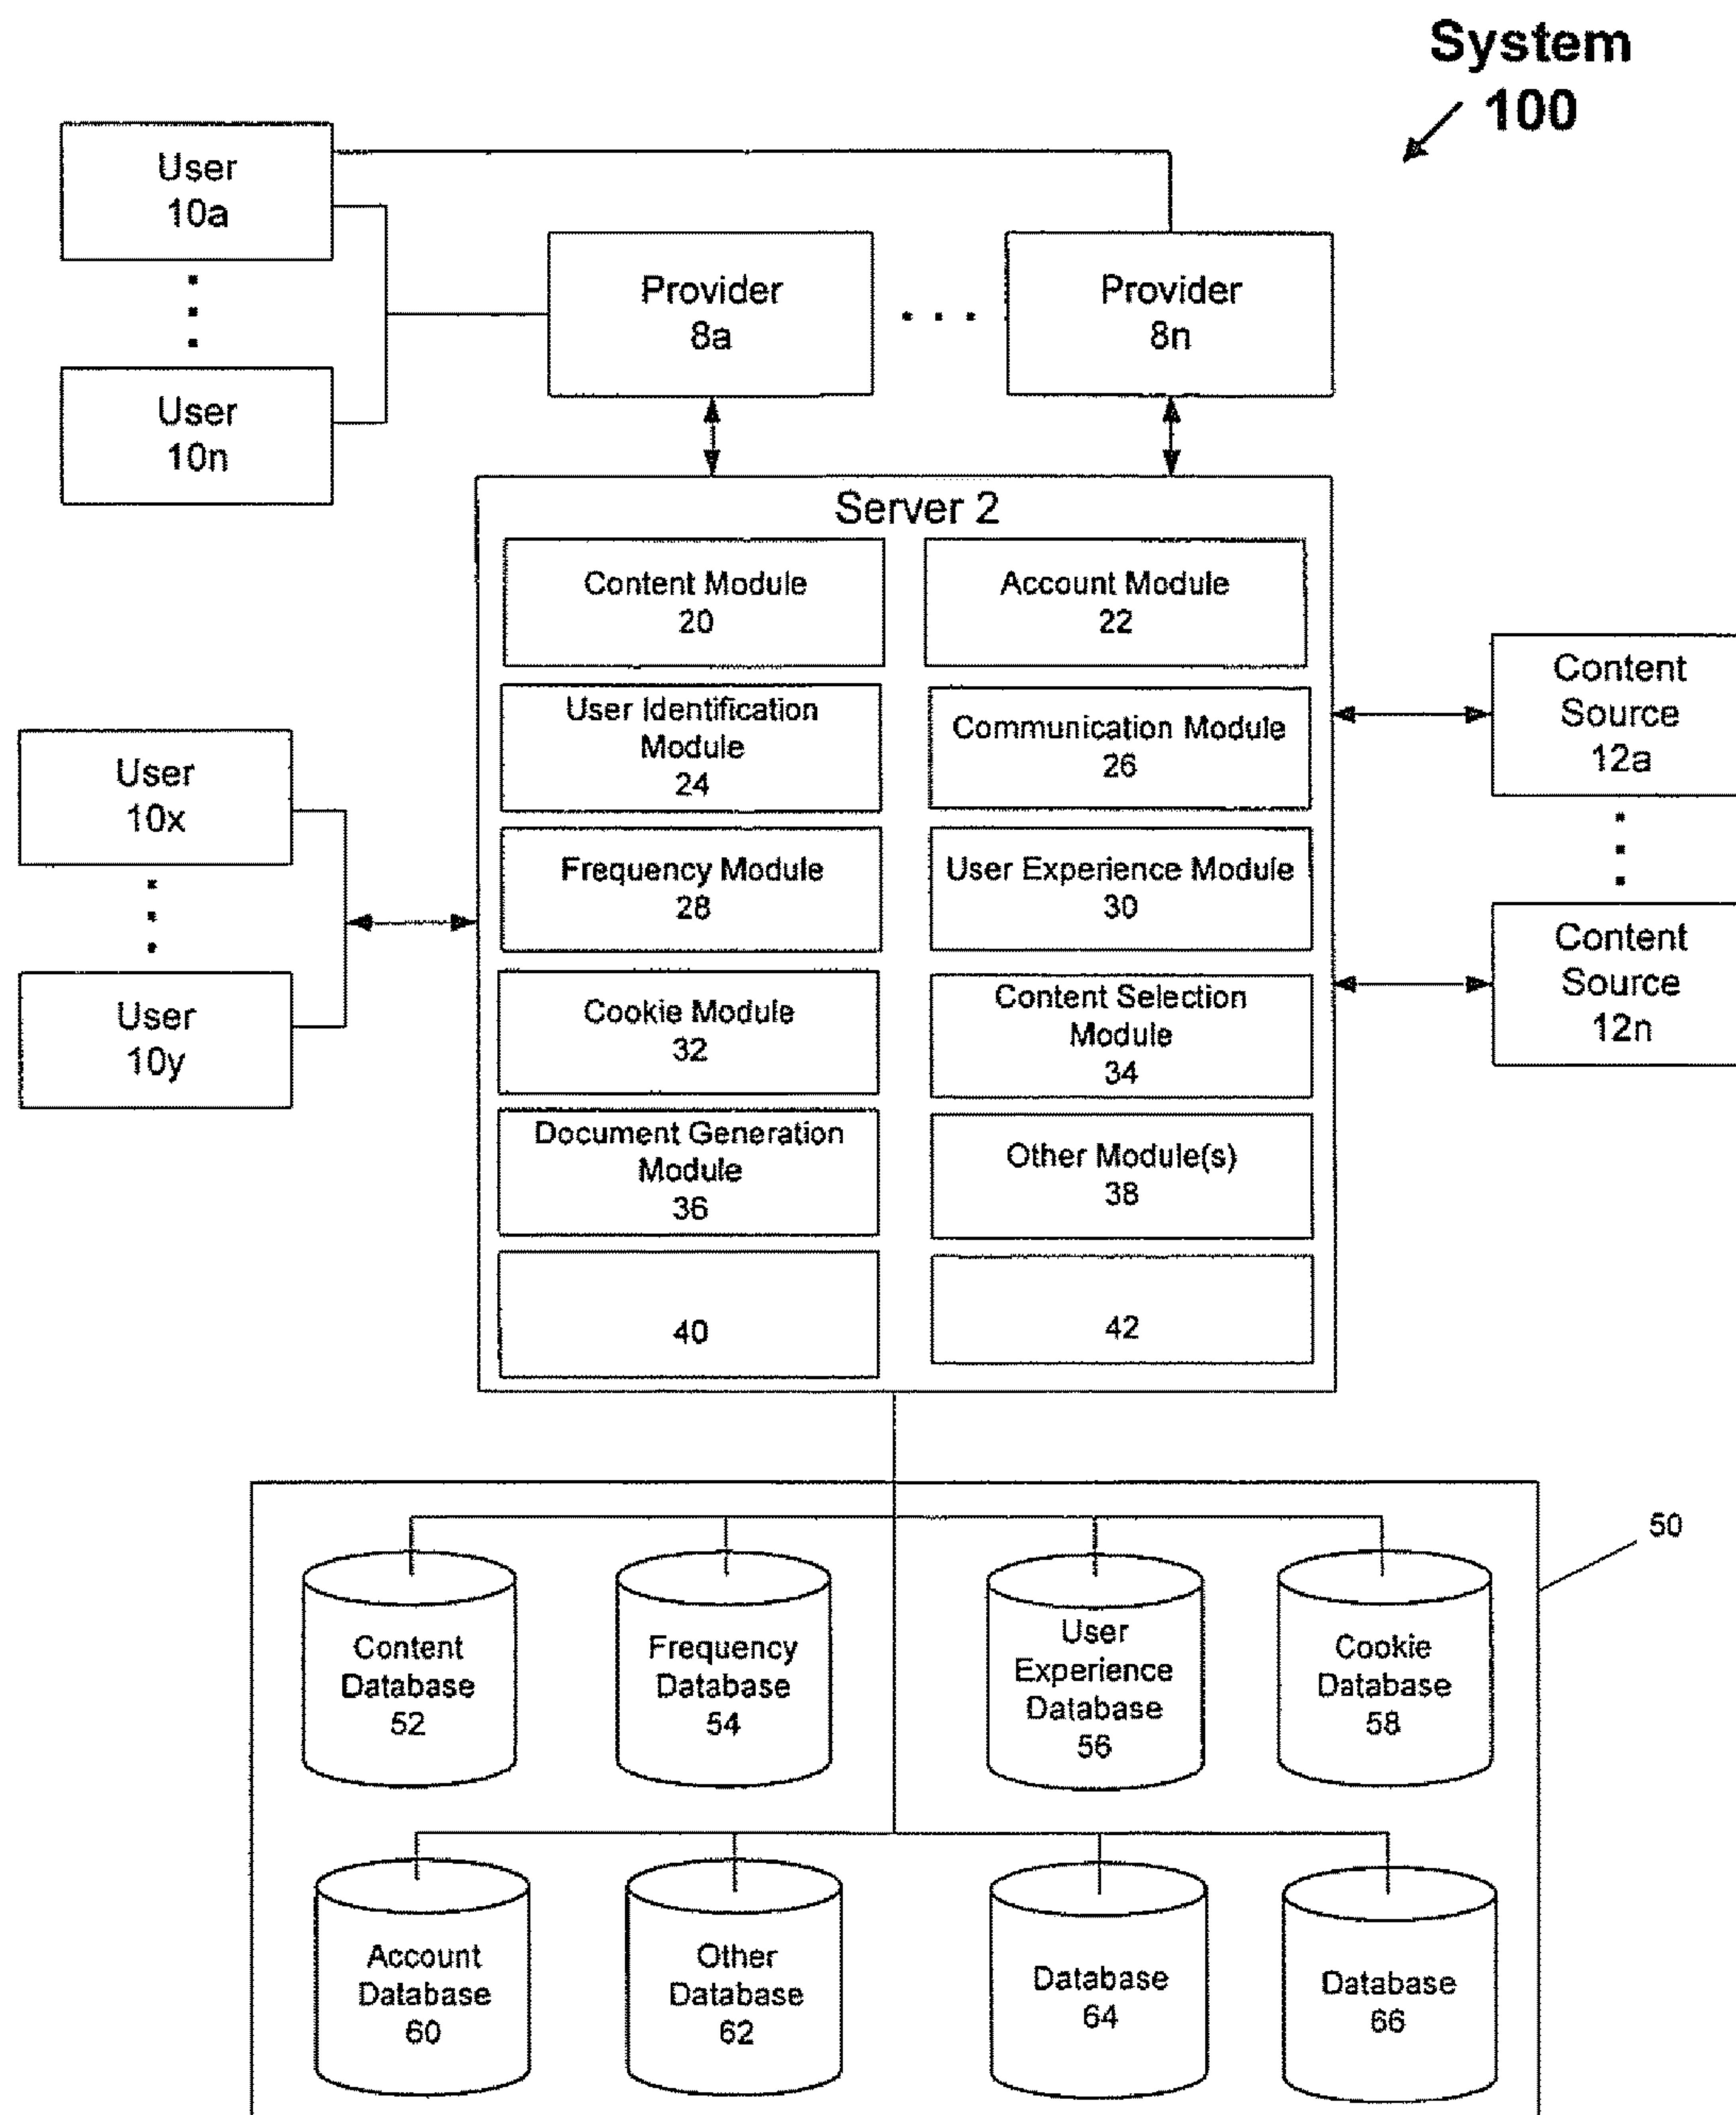 System
100
User
10a
User
10n
Provider
8a
. . .
Provider
8n
Server 2
Content Module
20
Account Module
22
User Identification
Module
24
Communication Module
26
Frequency Module
28
User Experience Module
30
Cookie Module
32
Content Selection
Module
34
Document Generation
Module
36
Other Module(s)
38
40
42
User
10x
User
10y
Content
Source
12a
Content
Source
12n
50
Content
Database
52
Frequency
Database
54
User
Experience
Database
56
Cookie
Database
58
Account
Database
60
Other
Database
62
Database
64
Database
66